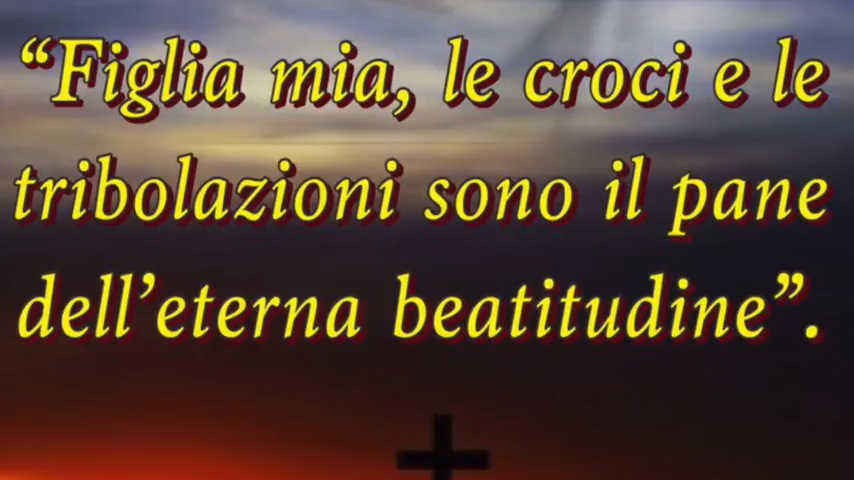 “Figlia mia, le croci e le
tribolazioni sono il pane
dell’eterna beatitudine”.